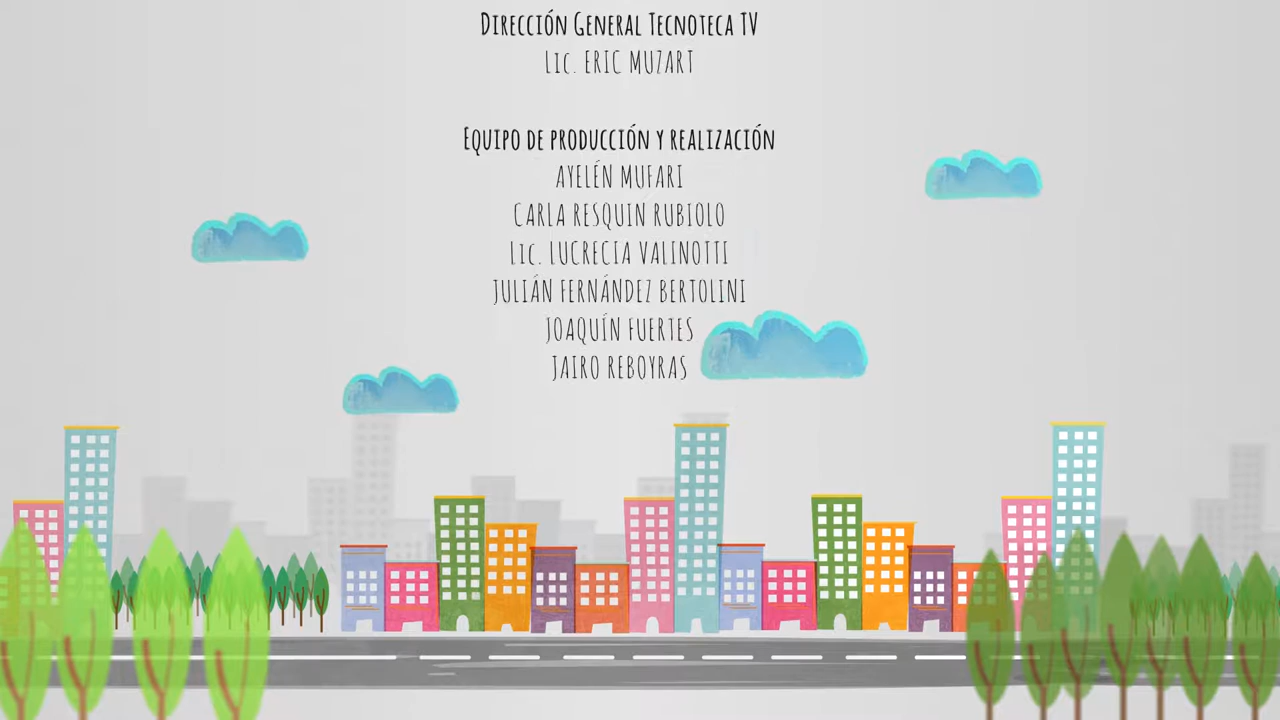 Dirección General Tecnoteca TV
Lic. ERIC MUZART
Equipo de producción y realización
AYELÉN MUFARI
CARLA RESQUIN RUBIOLO
Lic. LUCRECIA VALINOTTI
JULIÁN FERNÁNDEZ BERTOLINI
JOAQUÍN FUERTES
JAIRO REBOYRAS